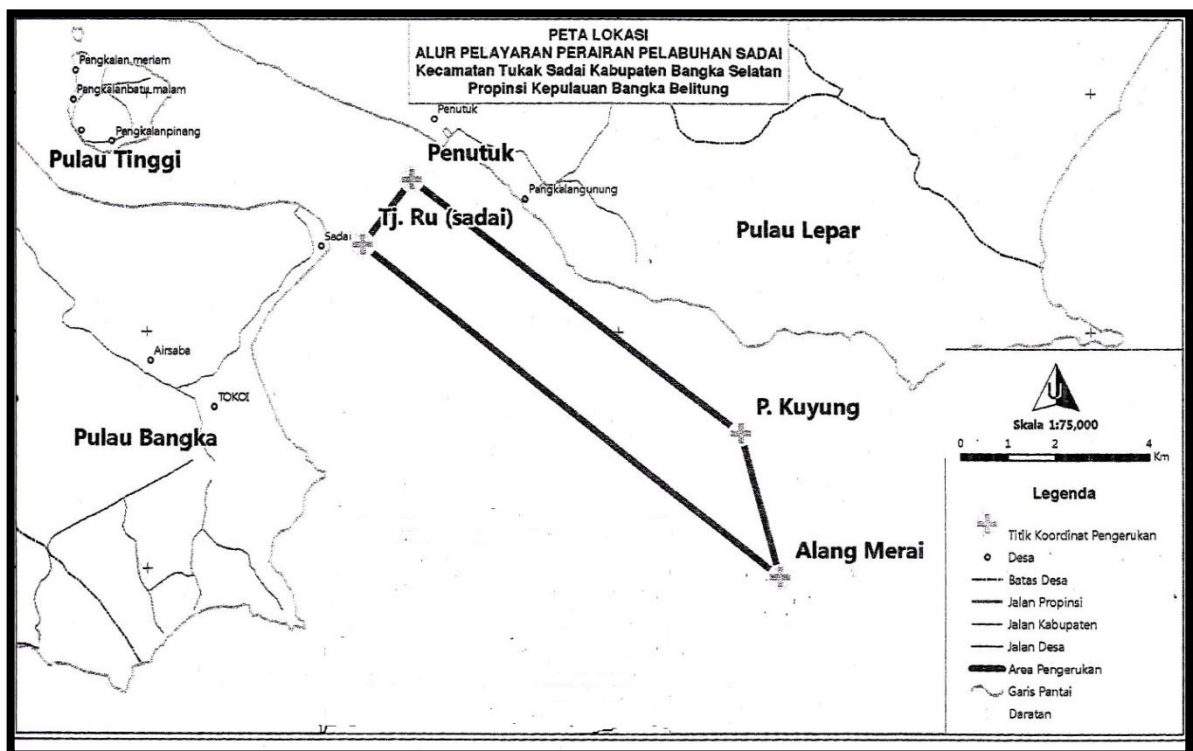 PETA LOKASI
ALUR PELAYARAN PERAIRAN PELABUHAN SADAI
Kecamatan Tukak Sadai Kabupaten Bangka Selatan
Propinsi Kepulauan Bangka Belitung
Pangkalan meriam
Pangkalanbatu malam
Pangkalanpinang
Pulau Tinggi
Penutuk
Penutuk
Pangkalangunung
Tj. Ru (sadai)
Sadai
Pulau Lepar
Airsaba
TOKOI
Pulau Bangka
P. Kuyung
Alang Merai
U
Skala 1:75,000
0 1 2 4
Km
Legenda
Titik Koordinat Pengerukan
Desa
Batas Desa
Jalan Propinsi
Jalan Kabupaten
Jalan Desa
Area Pengerukan
Garis Pantai
Daratan